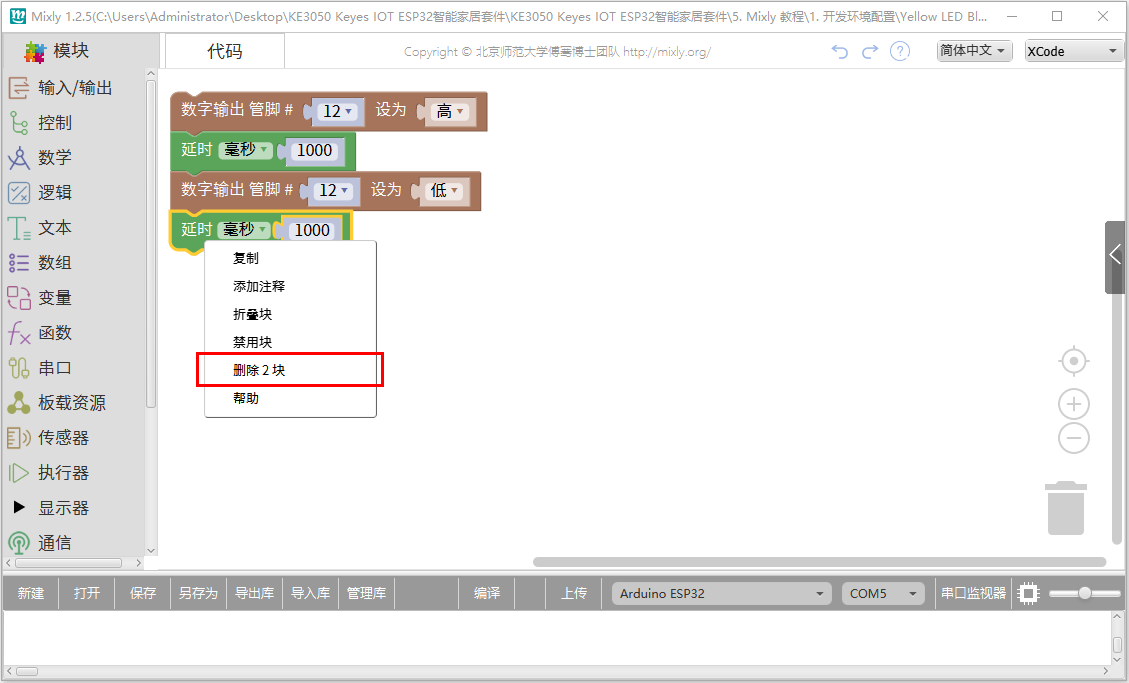 Mixly 1.2.5(C:\Users\Administrator\Desktop\KE3050 Keyes IOT ESP32智能家居套件\KE3050 Keyes IOT ESP32智能家居套件\5. Mixly 教程\1. 开发环境配置\Yellow LED Bl...
模块
代码
Copyright © 北京师范大学傅骞博士团队 http://mixly.org/
简体中文
XCode
输入/输出
控制
数学
逻辑
文本
数组
变量
函数
串口
板载资源
传感器
执行器
显示器
通信
数字输出 管脚 # 12 设为 高
延时 毫秒 1000
数字输出 管脚 # 12 设为 低
延时 毫秒 1000
复制
添加注释
折叠块
禁用块
删除 2 块
帮助
新建 打开 保存 另存为 导出库 导入库 管理库 编译 上传 Arduino ESP32 COM5 串口监视器